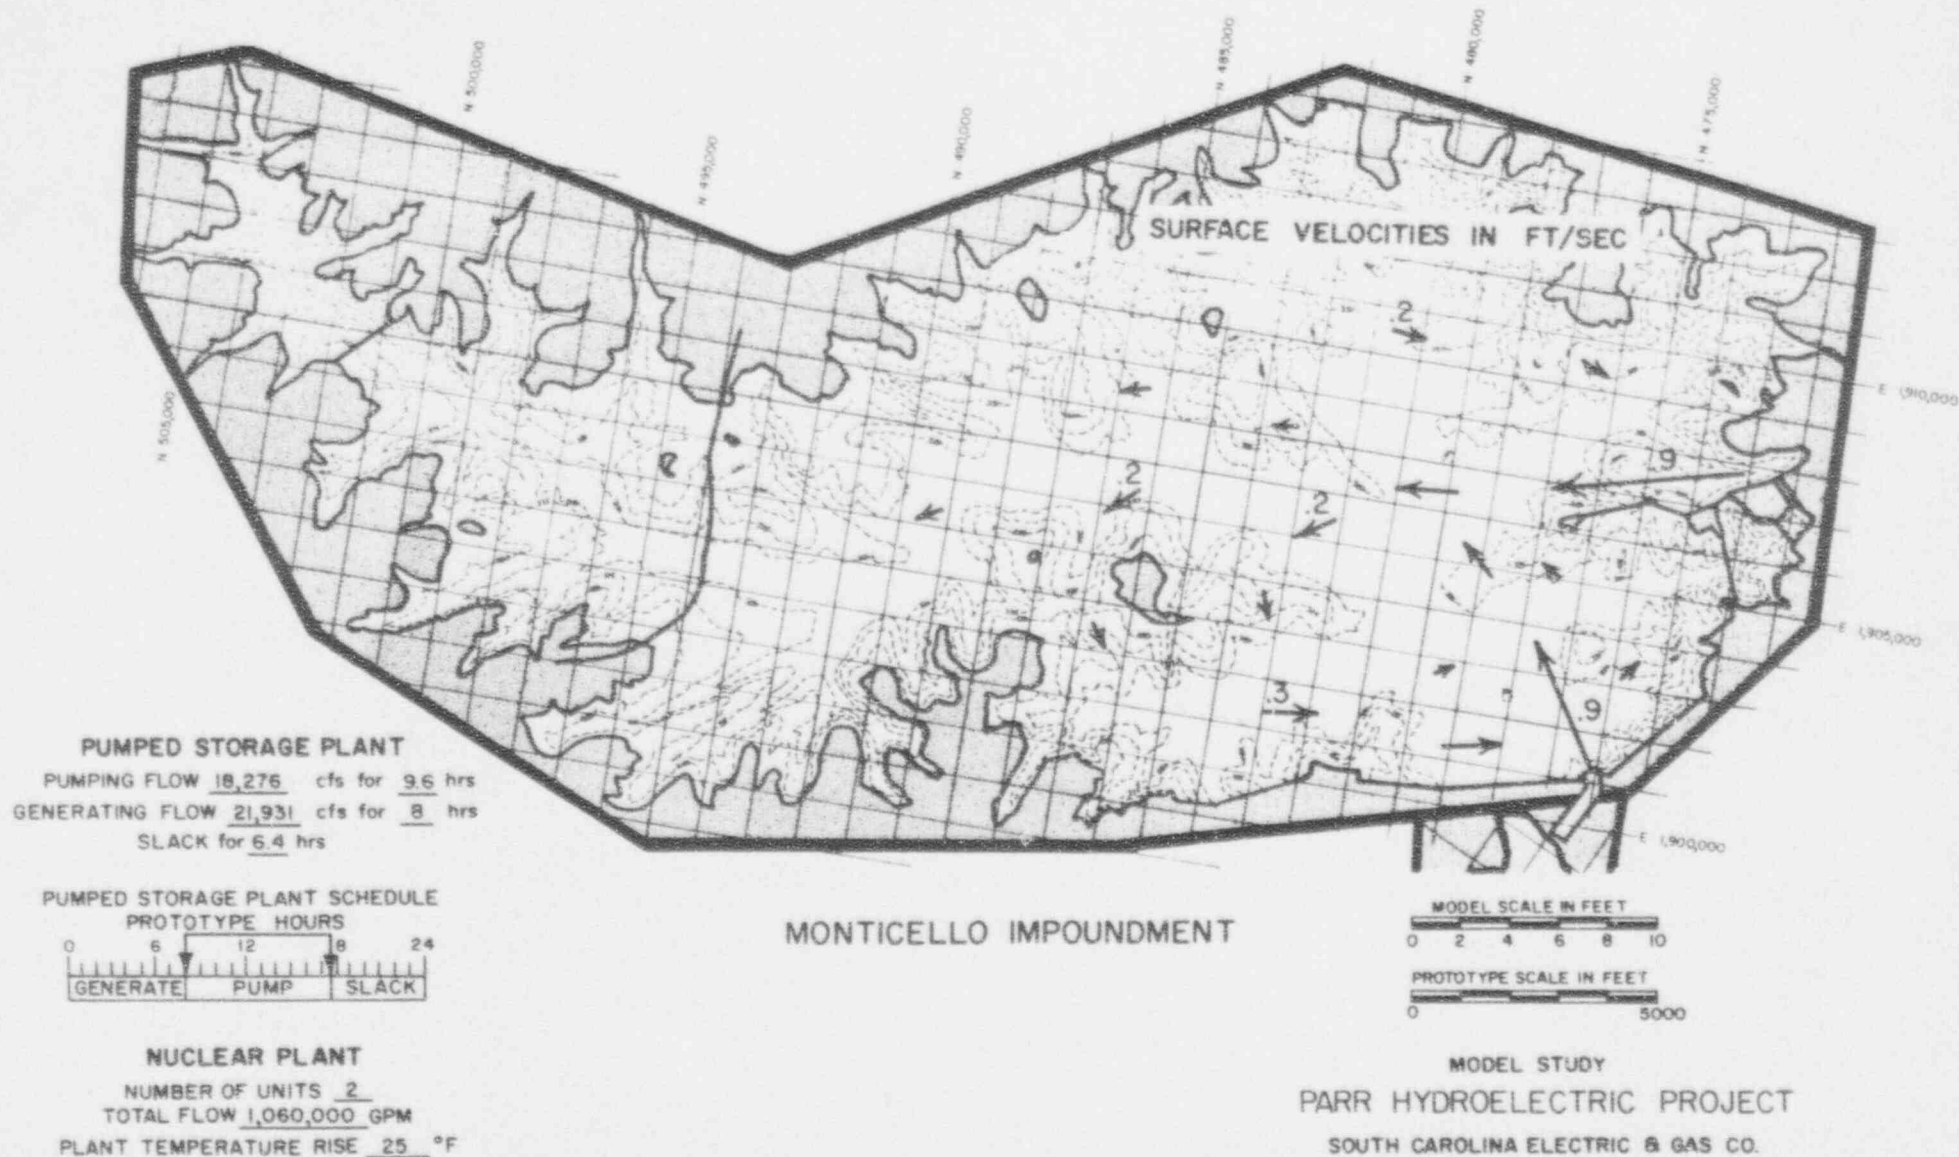 N 500,000
N 495,000
N 490,000
N 485,000
N 480,000
N 475,000
N 505,000
SURFACE VELOCITIES IN FT/SEC
2
E 1,910,000
.9
2
.2
E 1,905,000
3
.9
E 1,900,000
PUMPED STORAGE PLANT
PUMPING FLOW 18,276 cfs for 9.6 hrs
GENERATING FLOW 21,931 cfs for 8 hrs
SLACK for 6.4 hrs
PUMPED STORAGE PLANT SCHEDULE
PROTOTYPE HOURS
0 6 12 18 24
GENERATE PUMP SLACK
NUCLEAR PLANT
NUMBER OF UNITS 2
TOTAL FLOW 1,060,000 GPM
PLANT TEMPERATURE RISE 25 °F
MONTICELLO IMPOUNDMENT
MODEL SCALE IN FEET
0 2 4 6 8 10
PROTOTYPE SCALE IN FEET
0 5000
MODEL STUDY
PARR HYDROELECTRIC PROJECT
SOUTH CAROLINA ELECTRIC & GAS CO.